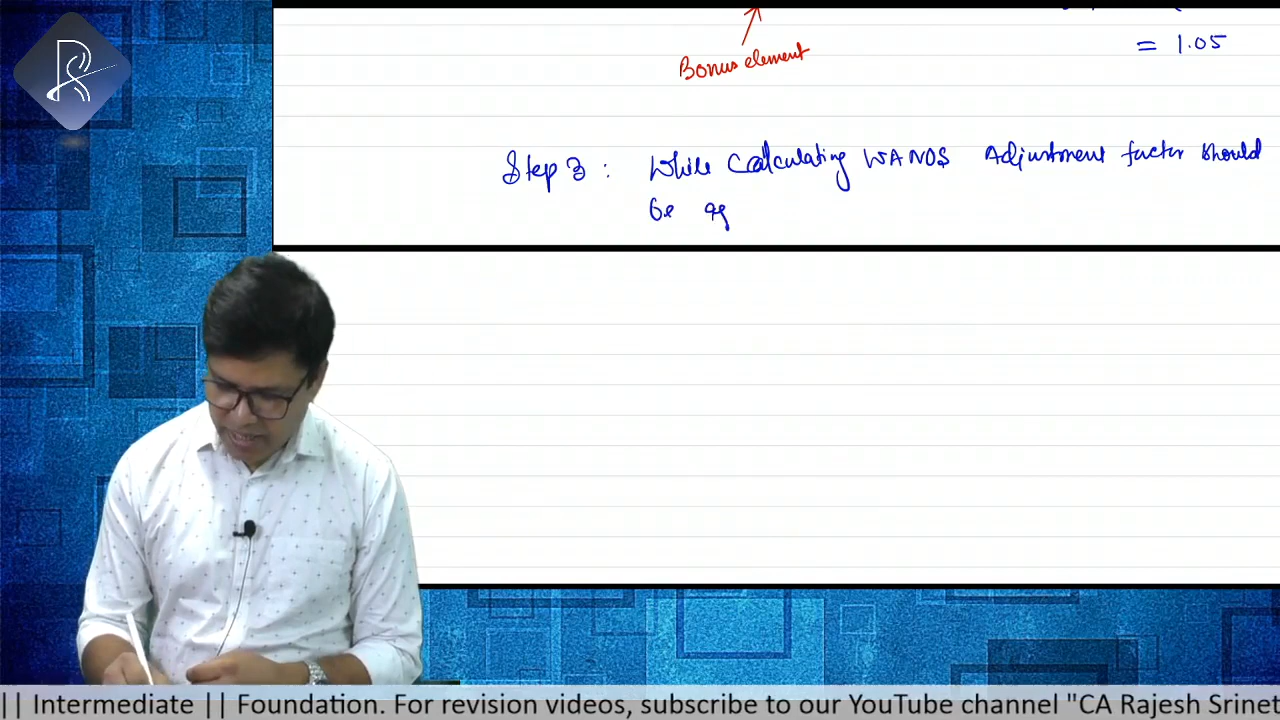 = 1.05
Bonus element
Step 3 : While Calculating WANOS Adjustment factor should
be ag
|| Intermediate || Foundation. For revision videos, subscribe to our YouTube channel "CA Rajesh Srinet